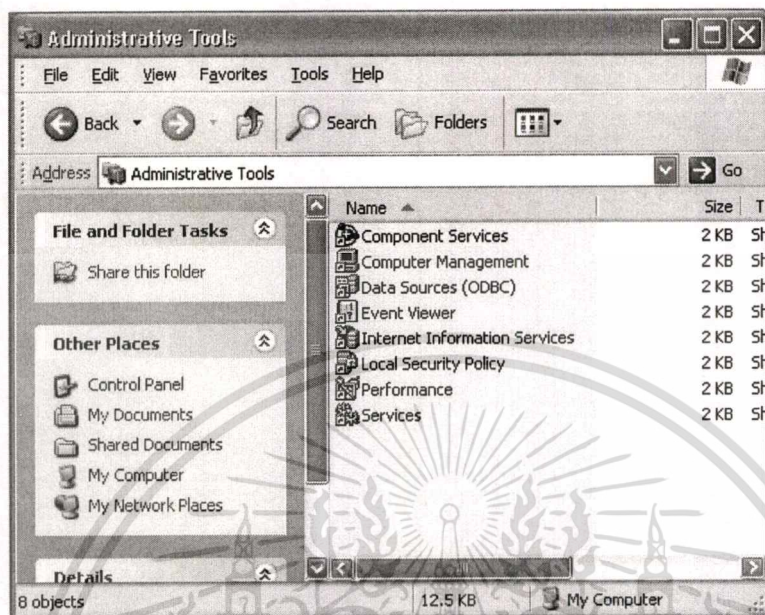 Administrative Tools
File Edit View Favorites Tools Help
Back Search Folders
Address Administrative Tools Go
File and Folder Tasks
Share this folder
Other Places
Control Panel
My Documents
Shared Documents
My Computer
My Network Places
Details
Name Size T
Component Services 2 KB Sh
Computer Management 2 KB Sh
Data Sources (ODBC) 2 KB Sh
Event Viewer 2 KB Sh
Internet Information Services 2 KB Sh
Local Security Policy 2 KB Sh
Performance 2 KB Sh
Services 2 KB Sh
8 objects 12.5 KB My Computer